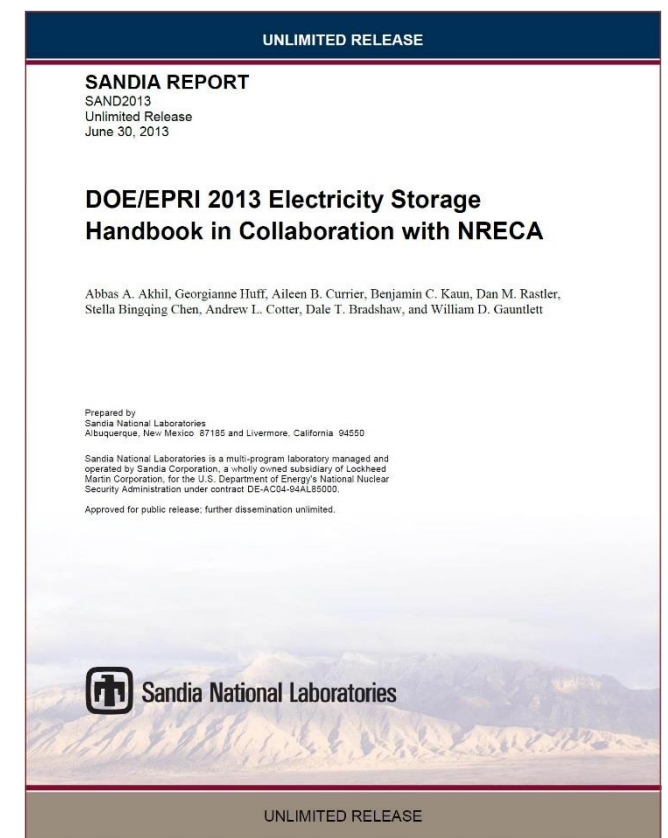 UNLIMITED RELEASE
SANDIA REPORT
SAND2013
Unlimited Release
June 30, 2013
DOE/EPRI 2013 Electricity Storage
Handbook in Collaboration with NRECA
Abbas A. Akhil, Georgianne Huff, Aileen B. Currier, Benjamin C. Kaun, Dan M. Rastler,
Stella Bingqing Chen, Andrew L. Cotter, Dale T. Bradshaw, and William D. Gauntlett
Prepared by
Sandia National Laboratories
Albuquerque, New Mexico 87185 and Livermore, California 94550
Sandia National Laboratories is a multi-program laboratory managed and
operated by Sandia Corporation, a wholly owned subsidiary of Lockheed
Martin Corporation, for the U.S. Department of Energy's National Nuclear
Security Administration under contract DE-AC04-94AL85000.
Approved for public release; further dissemination unlimited.
Sandia National Laboratories
UNLIMITED RELEASE